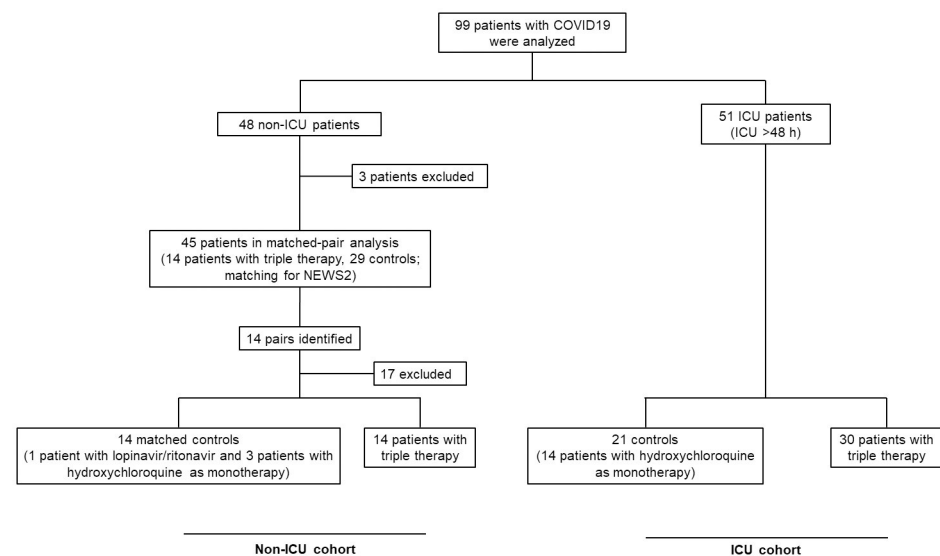 99 patients with COVID19
were analyzed
48 non-ICU patients
51 ICU patients
(ICU >48 h)
3 patients excluded
45 patients in matched-pair analysis
(14 patients with triple therapy, 29 controls;
matching for NEWS2)
14 pairs identified
17 excluded
14 matched controls
(1 patient with lopinavir/ritonavir and 3 patients with
hydroxychloroquine as monotherapy)
14 patients with
triple therapy
21 controls
(14 patients with hydroxychloroquine
as monotherapy)
30 patients with
triple therapy
Non-ICU cohort
ICU cohort